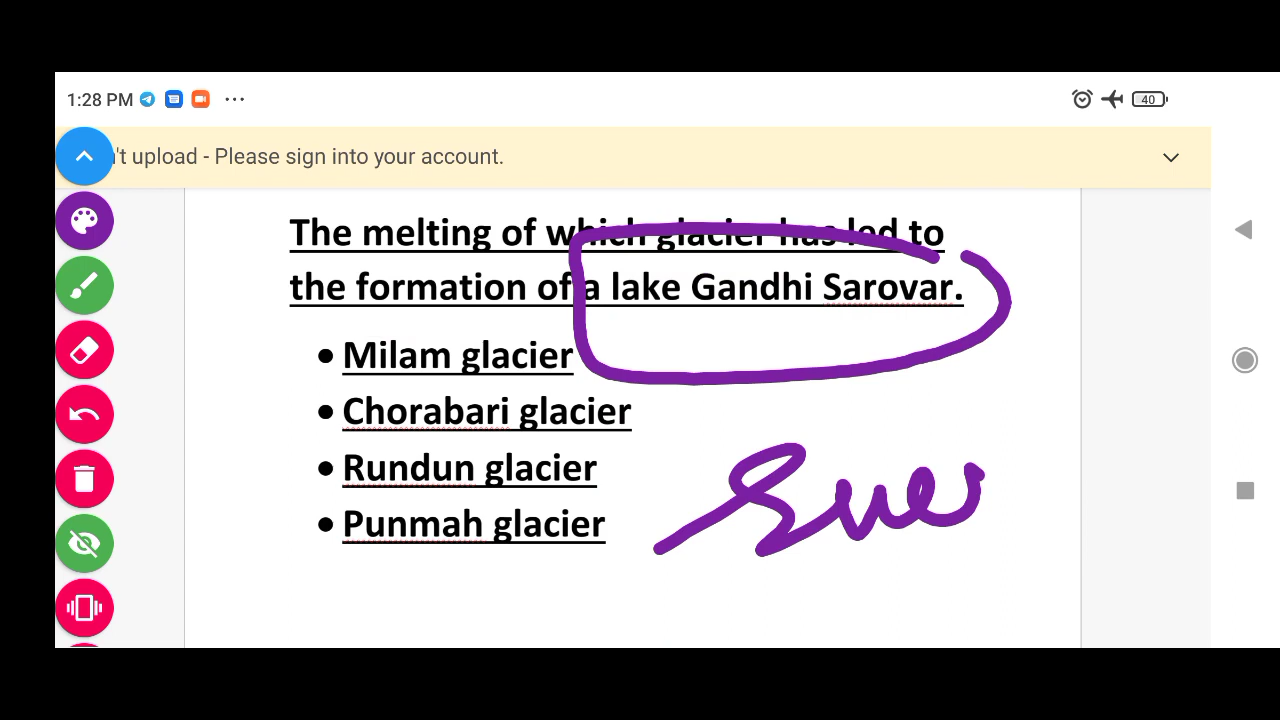 1:28 PM
40
't upload - Please sign into your account.
The melting of which glacier has led to
the formation of a lake Gandhi Sarovar.
• Milam glacier
• Chorabari glacier
• Rundun glacier
• Punmah glacier